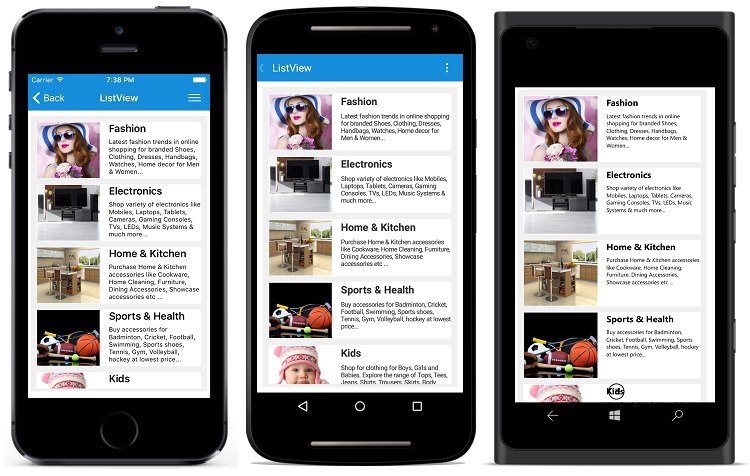 Carrier 7:38 PM
Back ListView
Fashion
Latest fashion trends in online
shopping for branded Shoes,
Clothing, Dresses, Handbags,
Watches, Home decor for Men
& Women...
Electronics
Shop variety of electronics like
Mobiles, Laptops, Tablets,
Cameras, Gaming Consoles,
TVs, LEDs, Music Systems &
much more...
Home & Kitchen
Purchase Home & Kitchen
accessories like Cookware,
Home Cleaning, Furniture,
Dining Accessories, Showcase
accessories etc ...
Sports & Health
Buy accessories for
Badminton, Cricket, Football,
Swimming, Sports shoes,
Tennis, Gym, Volleyball,
hockey at lowest price...
Kids
ListView
Fashion
Latest fashion trends in online shopping
for branded Shoes, Clothing, Dresses,
Handbags, Watches, Home decor for
Men & Women...
Electronics
Shop variety of electronics like Mobiles,
Laptops, Tablets, Cameras, Gaming
Consoles, TVs, LEDs, Music Systems &
much more...
Home & Kitchen
Purchase Home & Kitchen accessories
like Cookware, Home Cleaning, Furniture,
Dining Accessories, Showcase
accessories etc ...
Sports & Health
Buy accessories for Badminton, Cricket,
Football, Swimming, Sports shoes,
Tennis, Gym, Volleyball, hockey at lowest
price...
Kids
Shop for clothing for Boys, Girls and
Babies. Explore the range of Tops, Tees,
Jeans, Shirts, Trousers, Skirts, Body
Fashion
Latest fashion trends in online
shopping for branded Shoes, Clothing,
Dresses, Handbags, Watches, Home
decor for Men & Women...
Electronics
Shop variety of electronics like
Mobiles, Laptops, Tablets, Cameras,
Gaming Consoles, TVs, LEDs, Music
Systems & much more...
Home & Kitchen
Purchase Home & Kitchen accessories
like Cookware, Home Cleaning,
Furniture, Dining Accessories,
Showcase accessories etc ...
Sports & Health
Buy accessories for Badminton,
Cricket, Football, Swimming, Sports
shoes, Tennis, Gym, Volleyball, hockey
at lowest price...
Kids